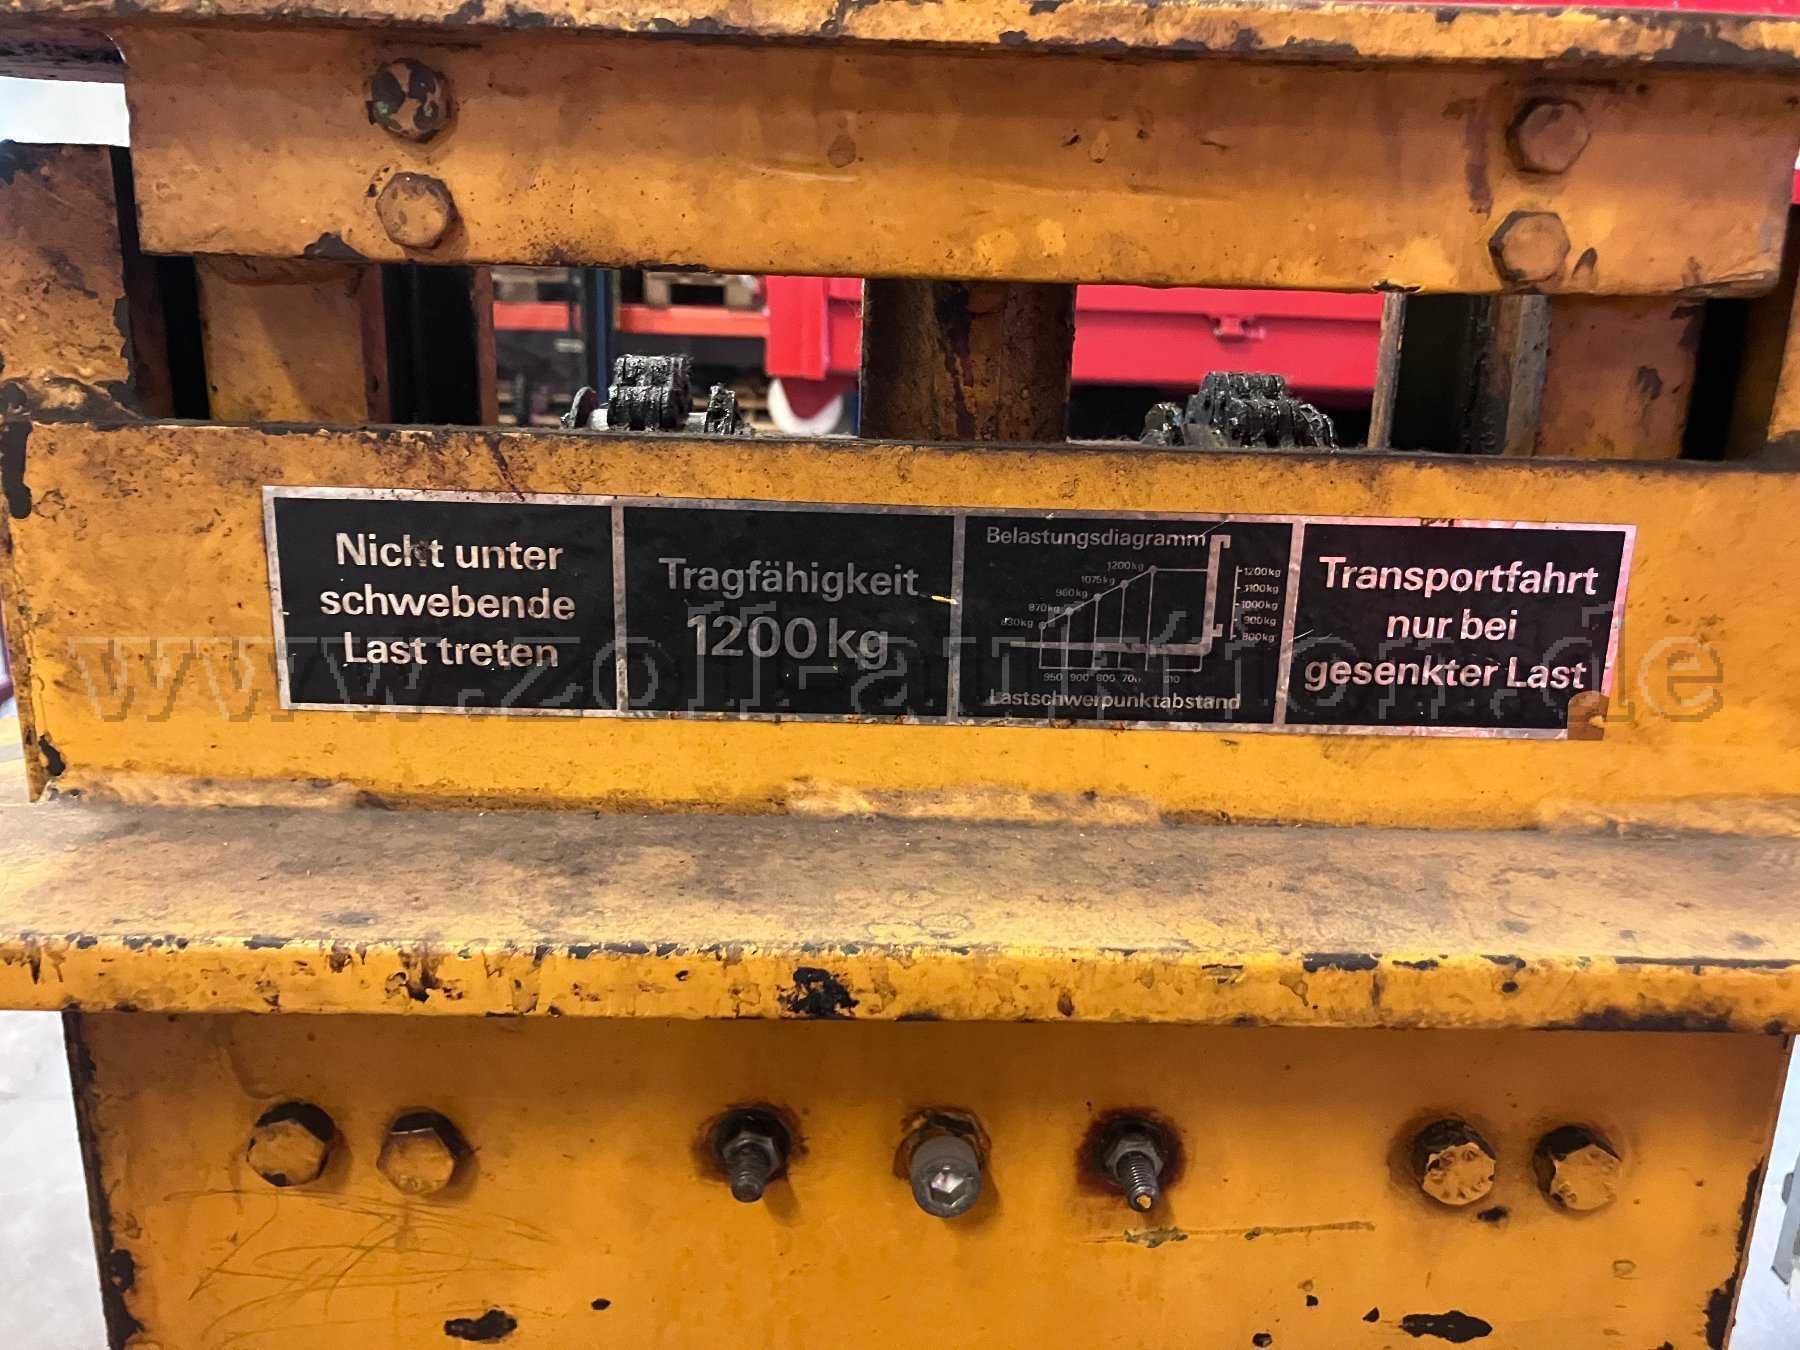 Nicht unter
schwebende
Last treten
Tragfähigkeit
1200 kg
Belastungsdiagramm
1200 kg
1075 kg
960 kg
870 kg
830 kg
1200 kg
1100 kg
1000 kg
900 kg
800 kg
950 900 800 700
Lastschwerpunktabstand
Transportfahrt
nur bei
gesenkter Last
www.zoll-auktion.de